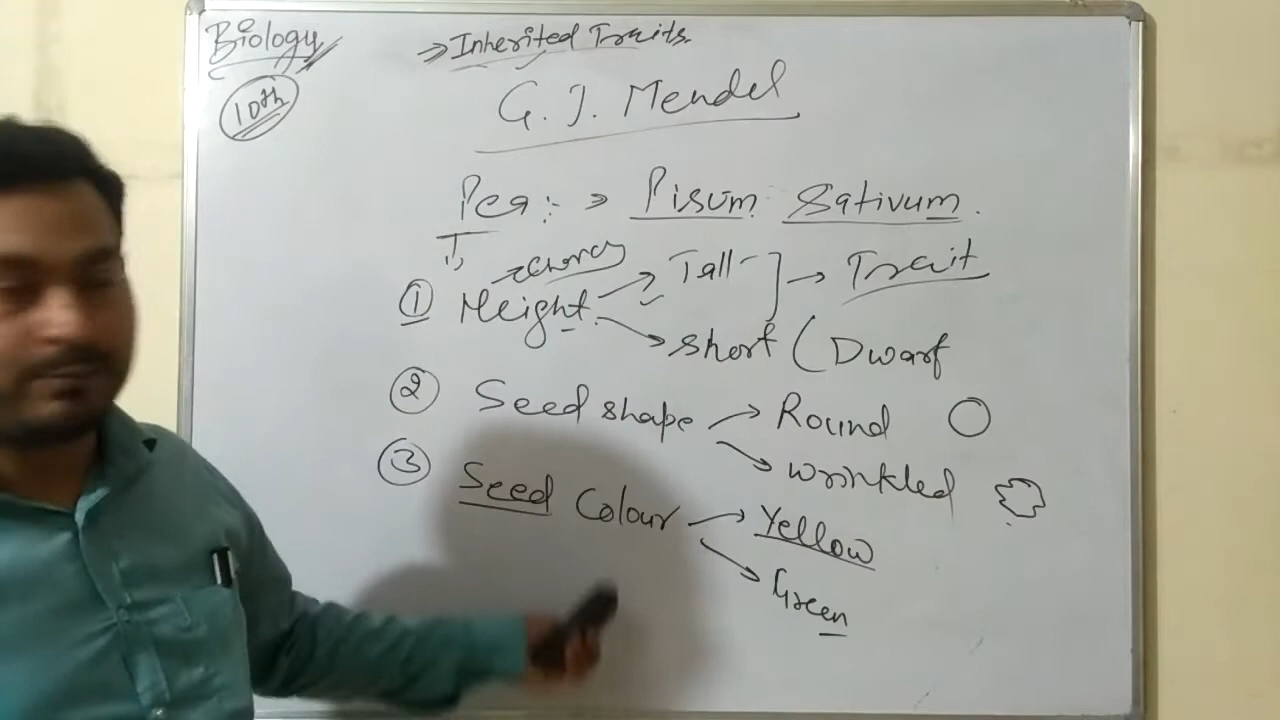 Biology
10th
⇒ Inherited Traits.
G. J. Mendel
Pea :→ Pisum Sativum.
① Height. → Tall → Trait
→ Short (Dwarf
② Seed shape → Round
→ wrinkled
③ Seed Colour → Yellow
→ Green